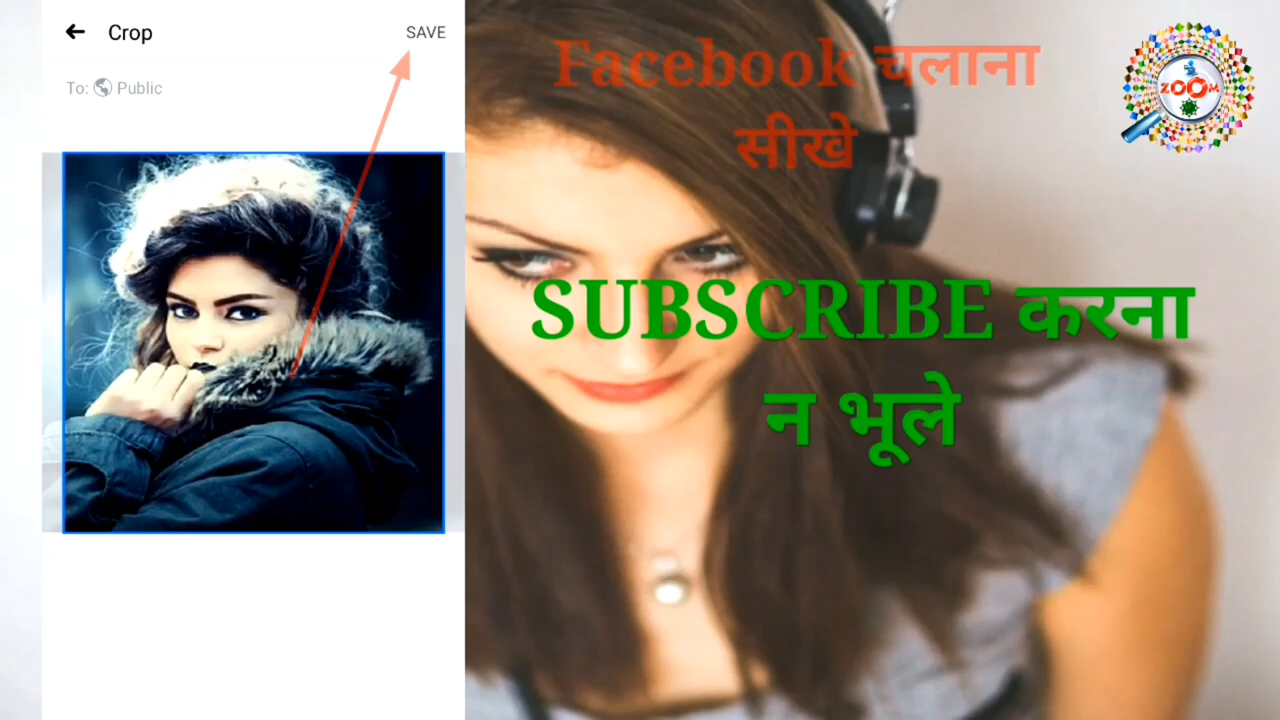 Crop
SAVE
To: Public
Facebook चलाना
सीखे
ZOOM
SUBSCRIBE करना
न भूले